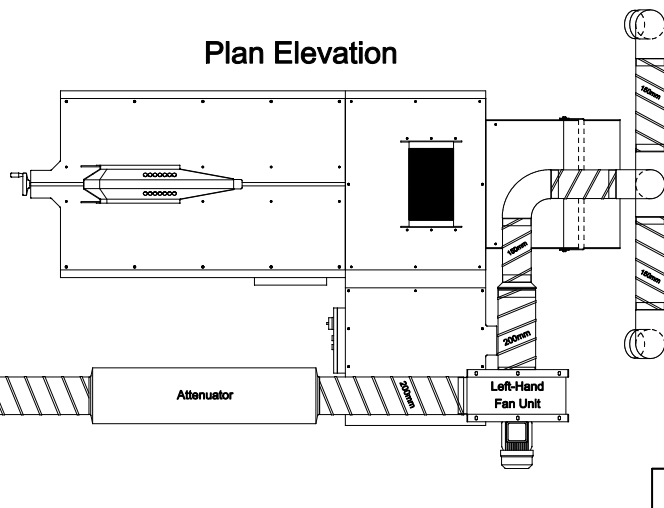 Plan Elevation
150mm
150mm
150mm
200mm
Attenuator
200mm
Left-Hand
Fan Unit